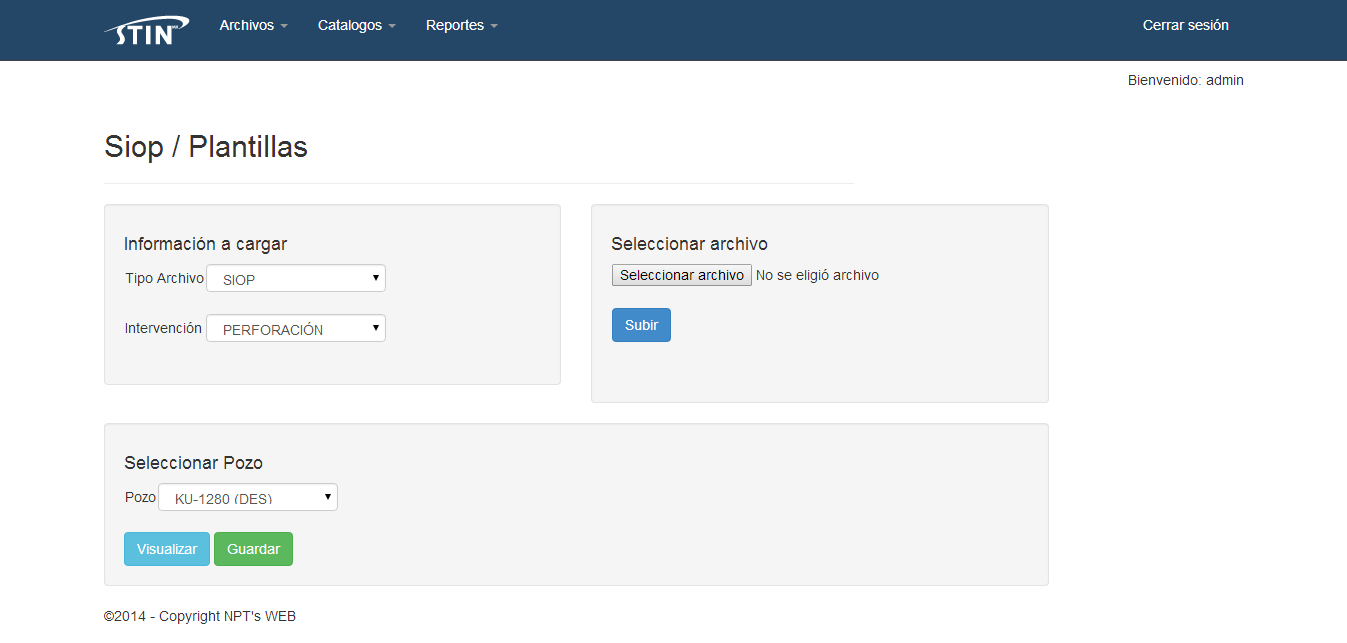 STIN Archivos Catalogos Reportes Cerrar sesión
Bienvenido: admin
Siop / Plantillas
Información a cargar
Tipo Archivo SIOP
Intervención PERFORACIÓN
Seleccionar archivo
Seleccionar archivo No se eligió archivo
Subir
Seleccionar Pozo
Pozo KU-1280 (DES)
Visualizar Guardar
©2014 - Copyright NPT's WEB